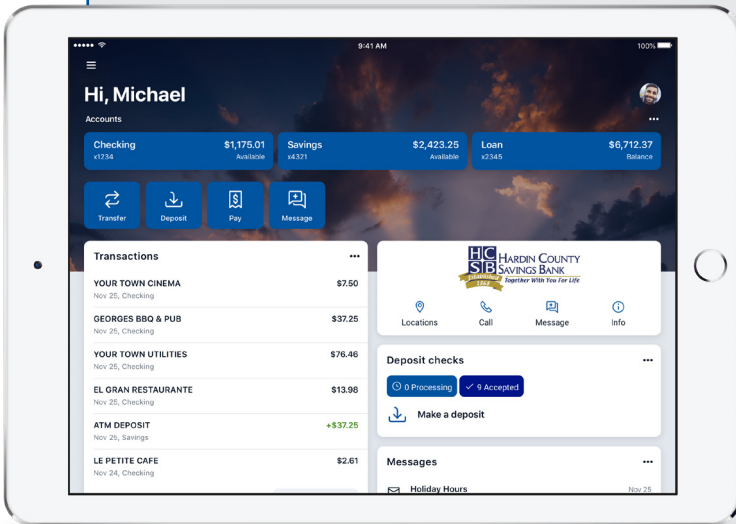 9:41 AM
100%
Hi, Michael
Accounts
Checking $1,175.01
x1234 Available
Savings $2,423.25
x4321 Available
Loan $6,712.37
x2345 Balance
Transfer
Deposit
Pay
Message
Transactions
YOUR TOWN CINEMA $7.50
Nov 25, Checking
GEORGES BBQ & PUB $37.25
Nov 25, Checking
YOUR TOWN UTILITIES $76.46
Nov 25, Checking
EL GRAN RESTAURANTE $13.98
Nov 25, Checking
ATM DEPOSIT +$37.25
Nov 25, Savings
LE PETITE CAFE $2.61
Nov 24, Checking
HC
SB
HARDIN COUNTY
SAVINGS BANK
Established
1863
Together With You For Life
Locations
Call
Message
Info
Deposit checks
0 Processing
9 Accepted
Make a deposit
Messages
Holiday Hours Nov 25